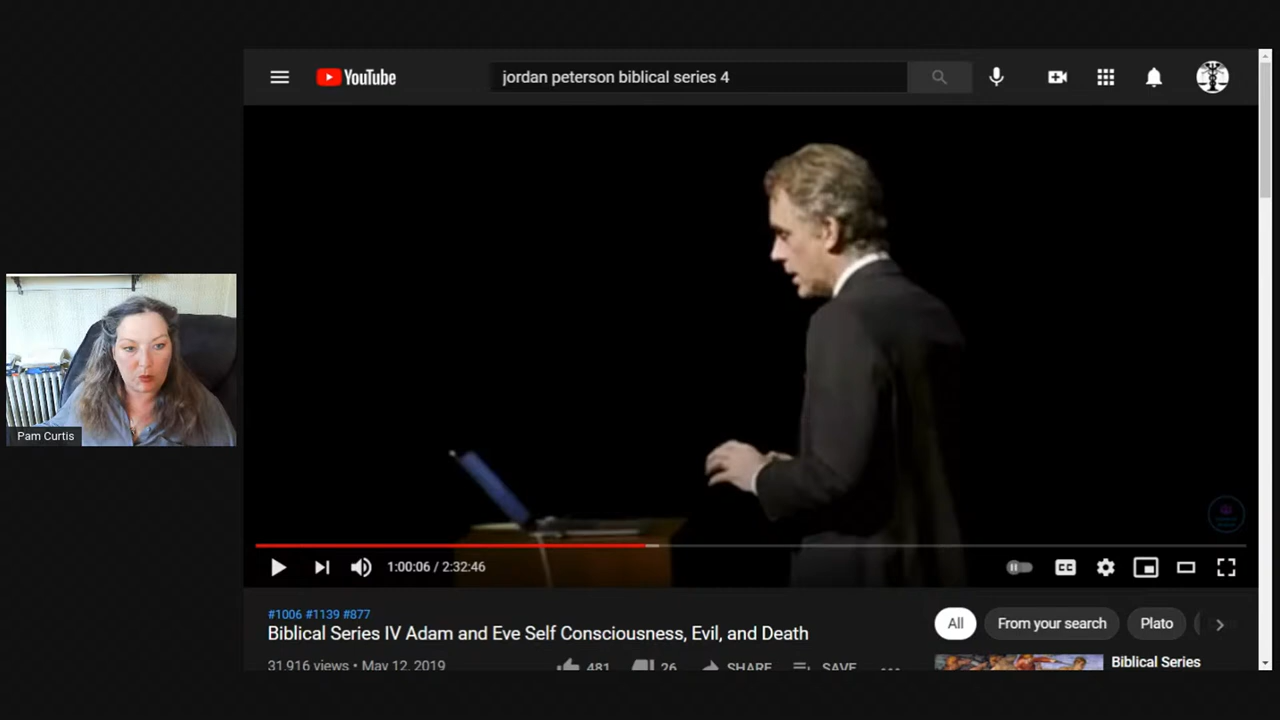 YouTube
jordan peterson biblical series 4
Pam Curtis
1:00:06 / 2:32:46
CC
#1006 #1139 #877
Biblical Series IV Adam and Eve Self Consciousness, Evil, and Death
All
From your search
Plato
31,916 views • May 12, 2019
481
26
SHARE
SAVE
Biblical Series